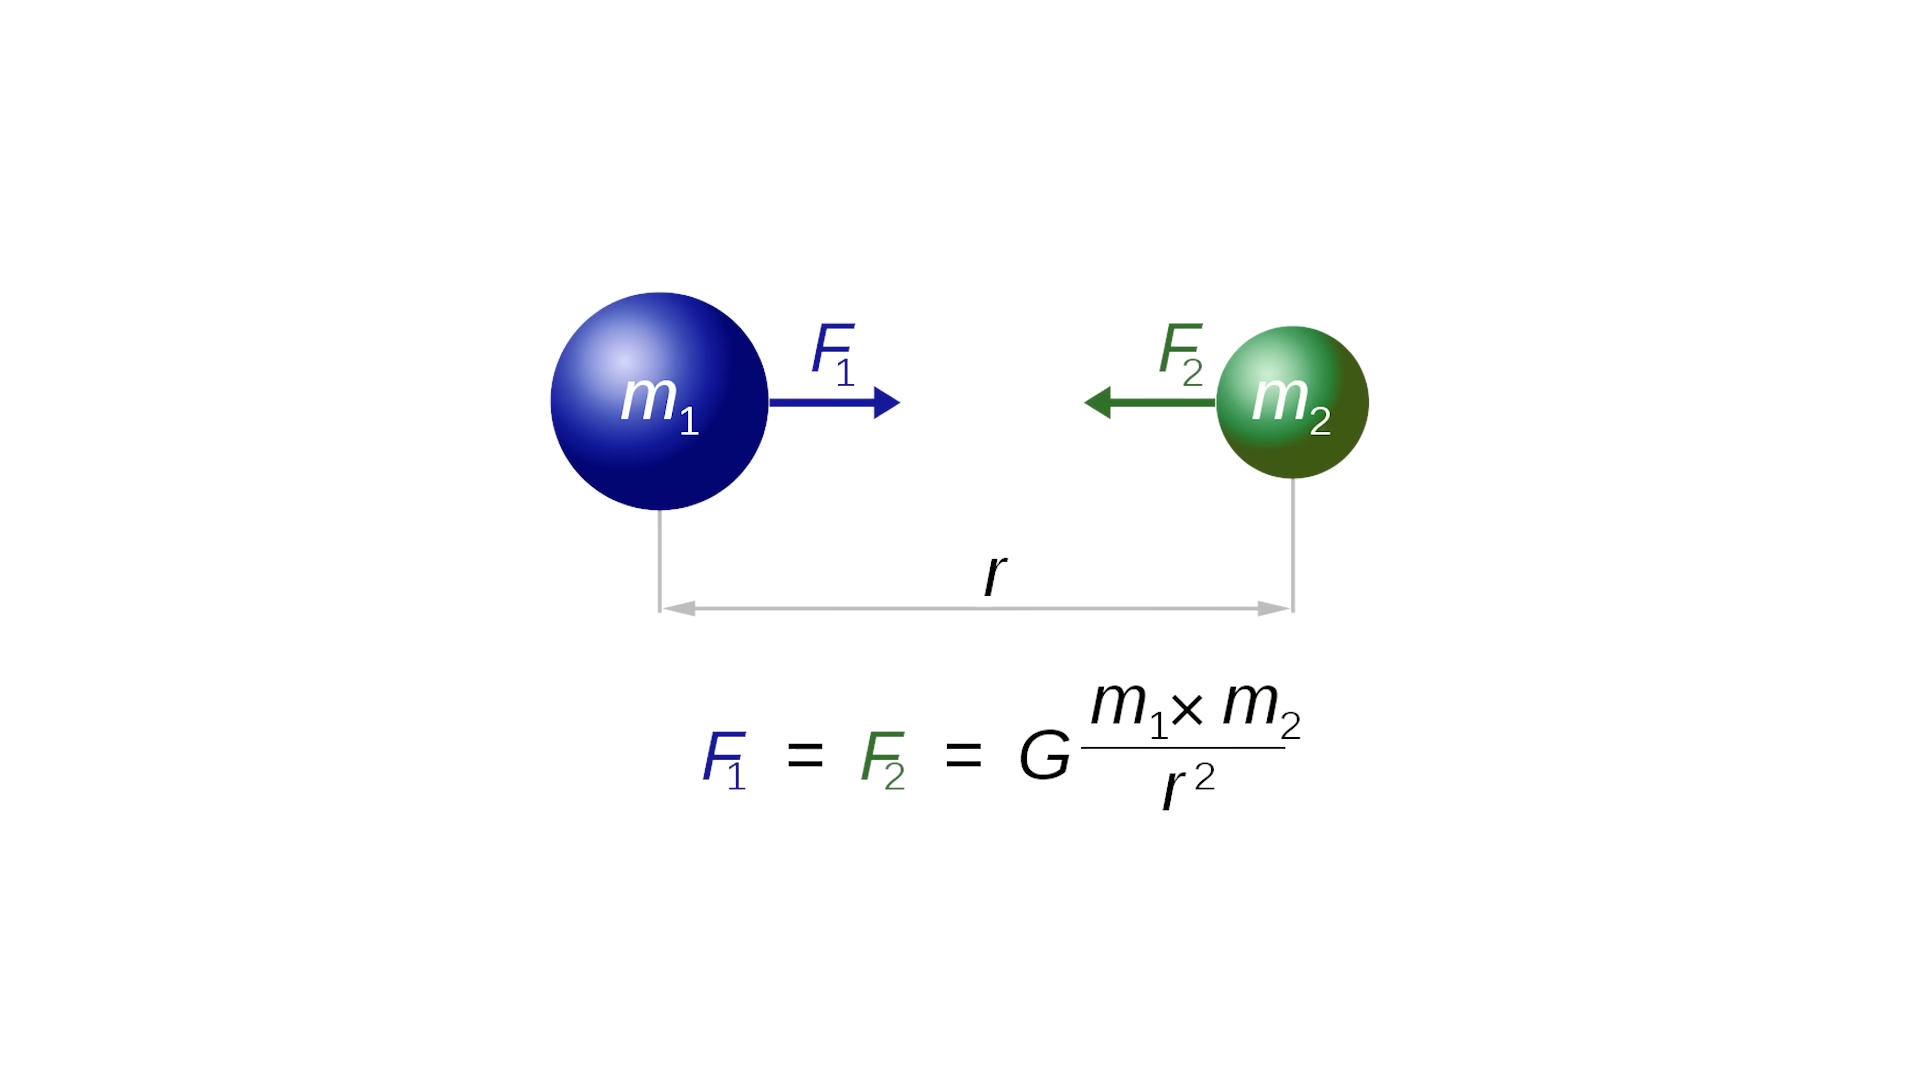 F₁ F₂
m₁ m₂
r
F₁ = F₂ = G (m₁ × m₂) / r²